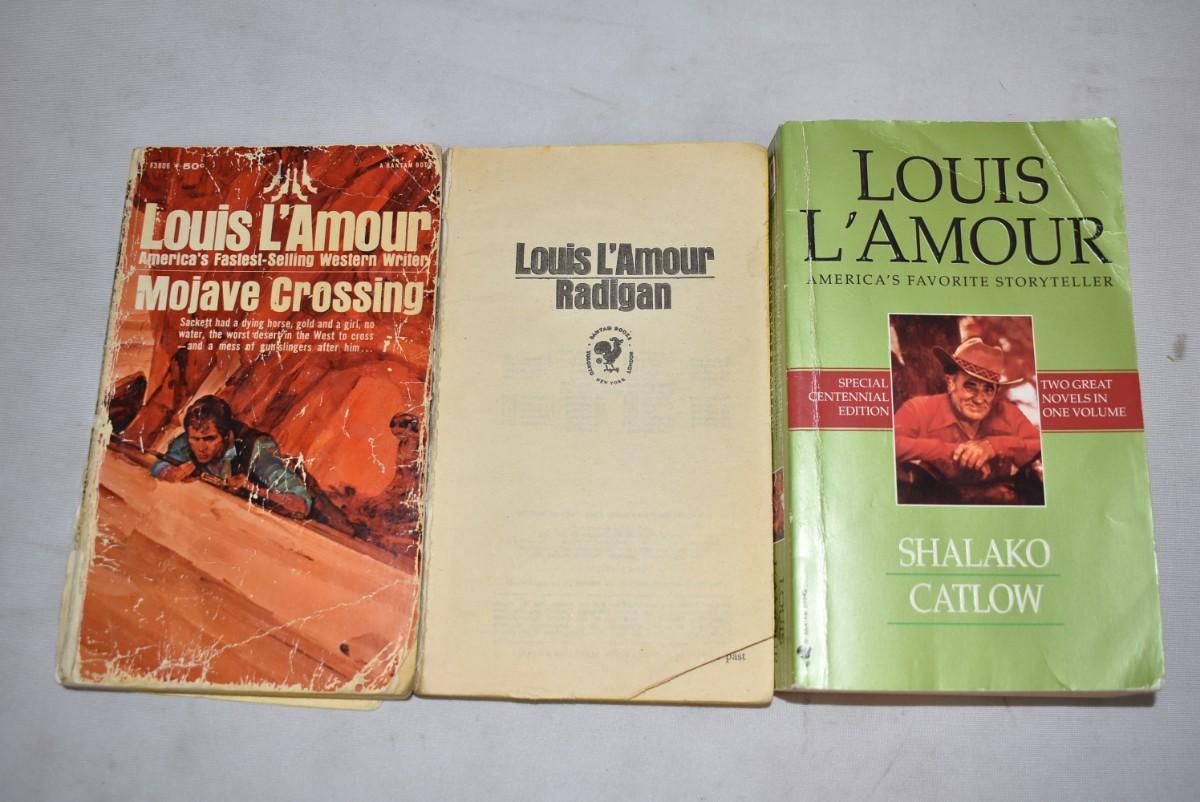 F3806 • 50¢
A BANTAM BOOK
Louis L'Amour
America's Fastest-Selling Western Writer
Mojave Crossing
Sackett had a dying horse, gold and a girl, no
water, the worst desert in the West to cross
—and a mess of gunslingers after him...
Louis L'Amour
Radigan
BANTAM BOOKS
TORONTO
NEW YORK
LONDON
past
LOUIS
L'AMOUR
AMERICA'S FAVORITE STORYTELLER
SPECIAL
CENTENNIAL
EDITION
TWO GREAT
NOVELS IN
ONE VOLUME
SHALAKO
CATLOW